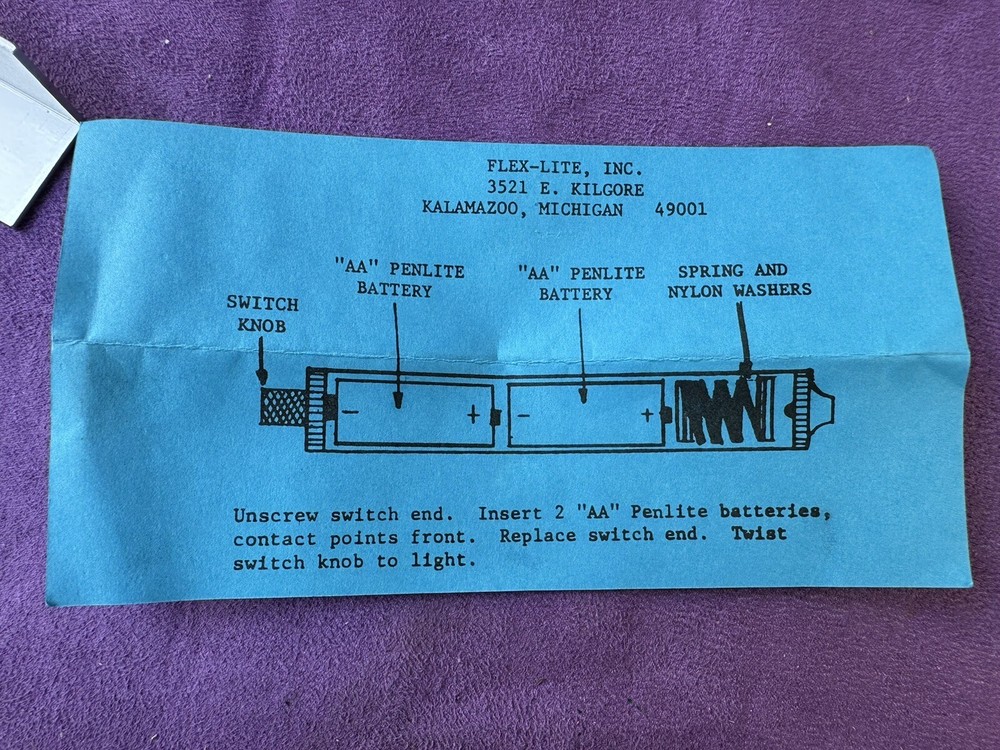 FLEX-LITE, INC.
3521 E. KILGORE
KALAMAZOO, MICHIGAN 49001
"AA" PENLITE
BATTERY
"AA" PENLITE
BATTERY
SPRING AND
NYLON WASHERS
SWITCH
KNOB
- + - +
Unscrew switch end. Insert 2 "AA" Penlite batteries,
contact points front. Replace switch end. Twist
switch knob to light.